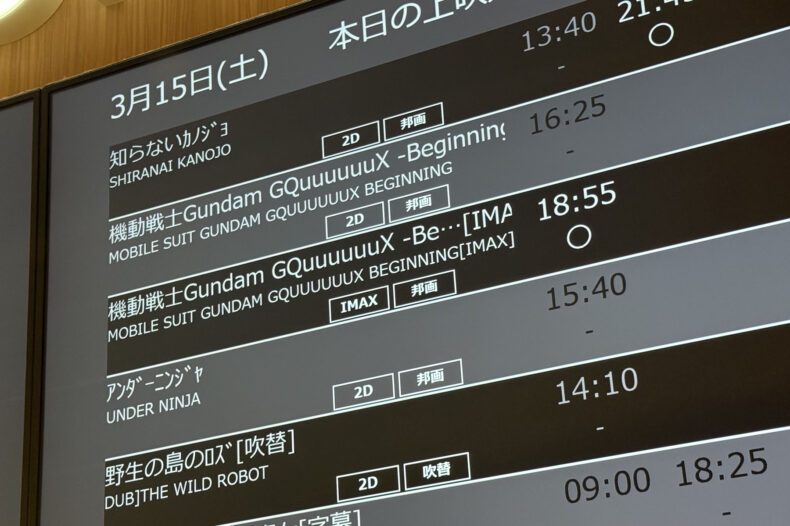 本日の上映
3月15日(土)
13:40 21:45
- ○
知らないｶﾉｼﾞｮ
SHIRANAI KANOJO
2D 邦画
機動戦士Gundam GQuuuuuuX -Beginning
MOBILE SUIT GUNDAM GQUUUUUUX BEGINNING
2D 邦画
16:25
-
機動戦士Gundam GQuuuuuuX -Be…[IMA
MOBILE SUIT GUNDAM GQUUUUUUX BEGINNING[IMAX]
IMAX 邦画
18:55
○
ｱﾝﾀﾞｰﾆﾝｼﾞｬ
UNDER NINJA
2D 邦画
15:40
-
野生の島のﾛｽﾞ[吹替]
DUB]THE WILD ROBOT
2D 吹替
14:10
-
[字幕]
09:00 18:25
-